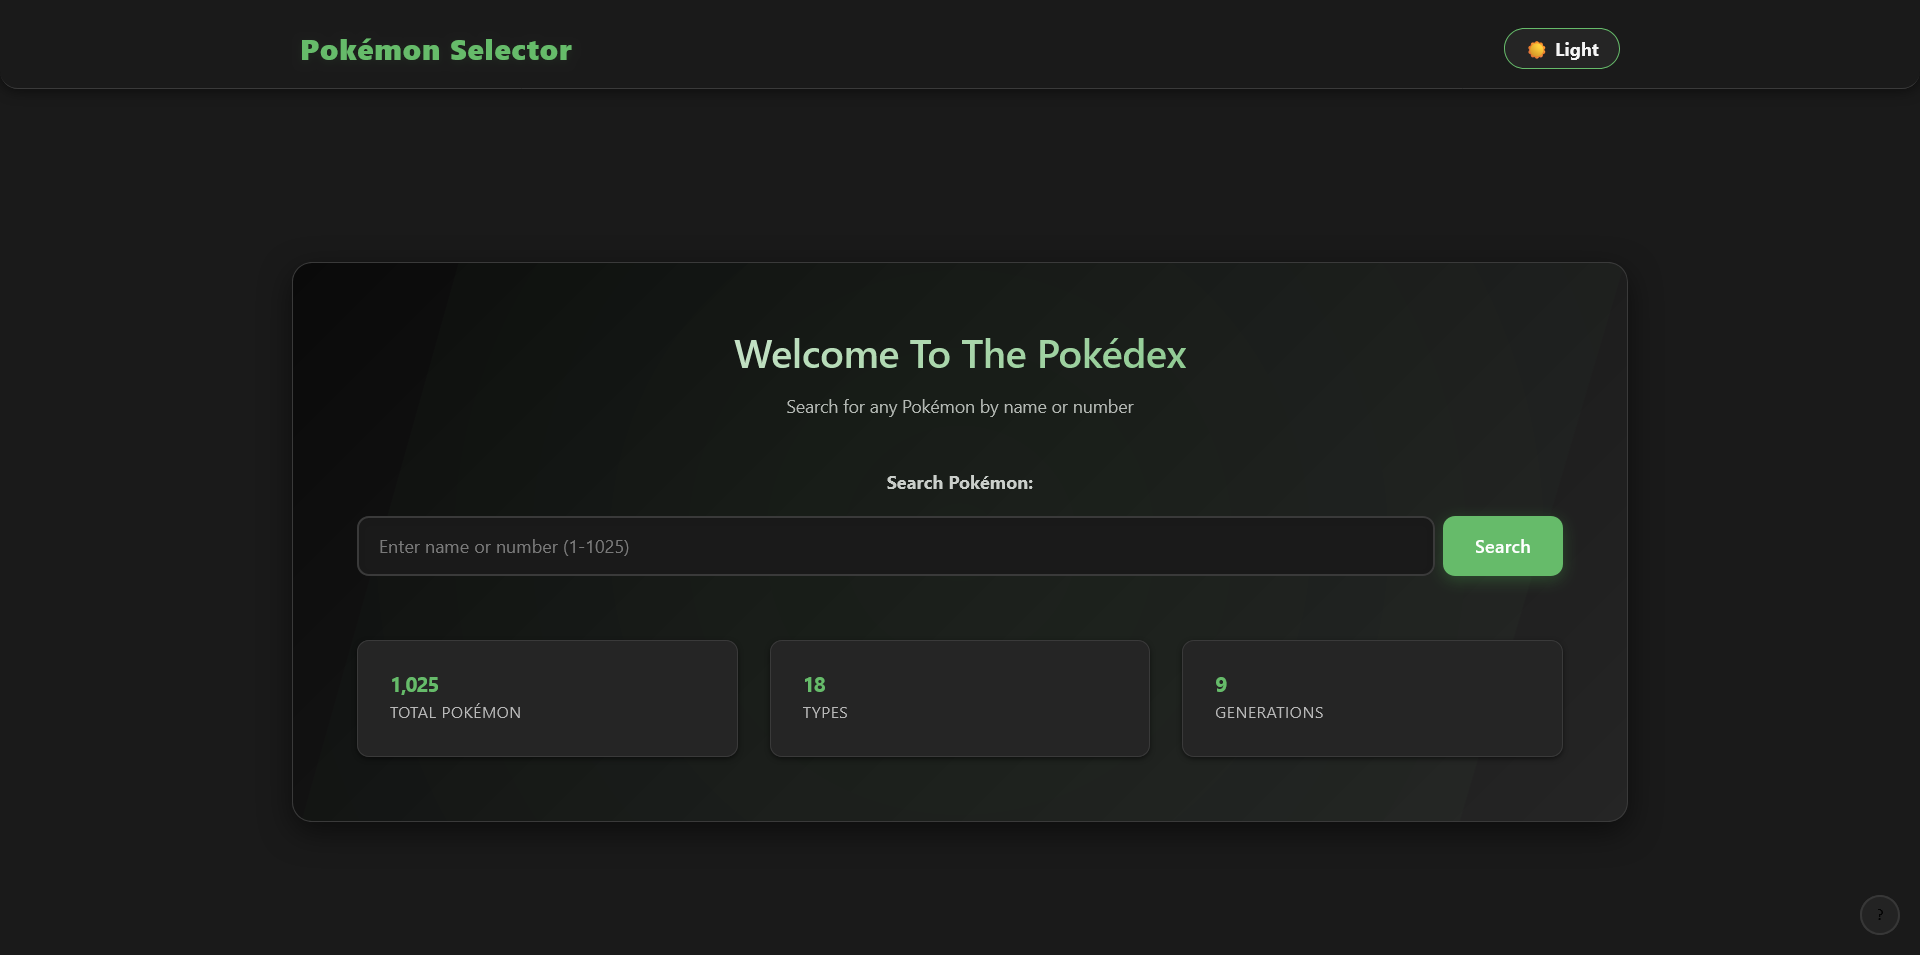 Pokémon Selector
Light
Welcome To The Pokédex
Search for any Pokémon by name or number
Search Pokémon:
Enter name or number (1-1025)
Search
1,025
TOTAL POKÉMON
18
TYPES
9
GENERATIONS
?